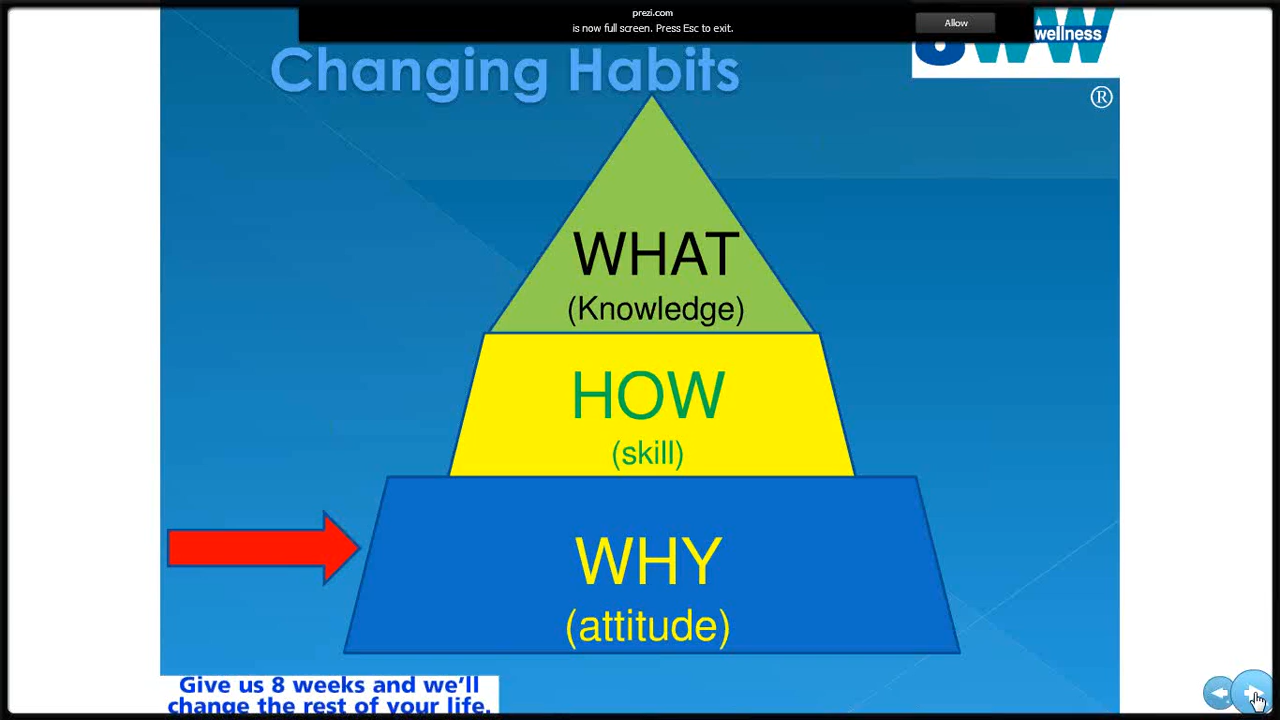 prezi.com
is now full screen. Press Esc to exit.
Allow
wellness
Changing Habits
®
WHAT
(Knowledge)
HOW
(skill)
WHY
(attitude)
Give us 8 weeks and we'll
change the rest of your life.